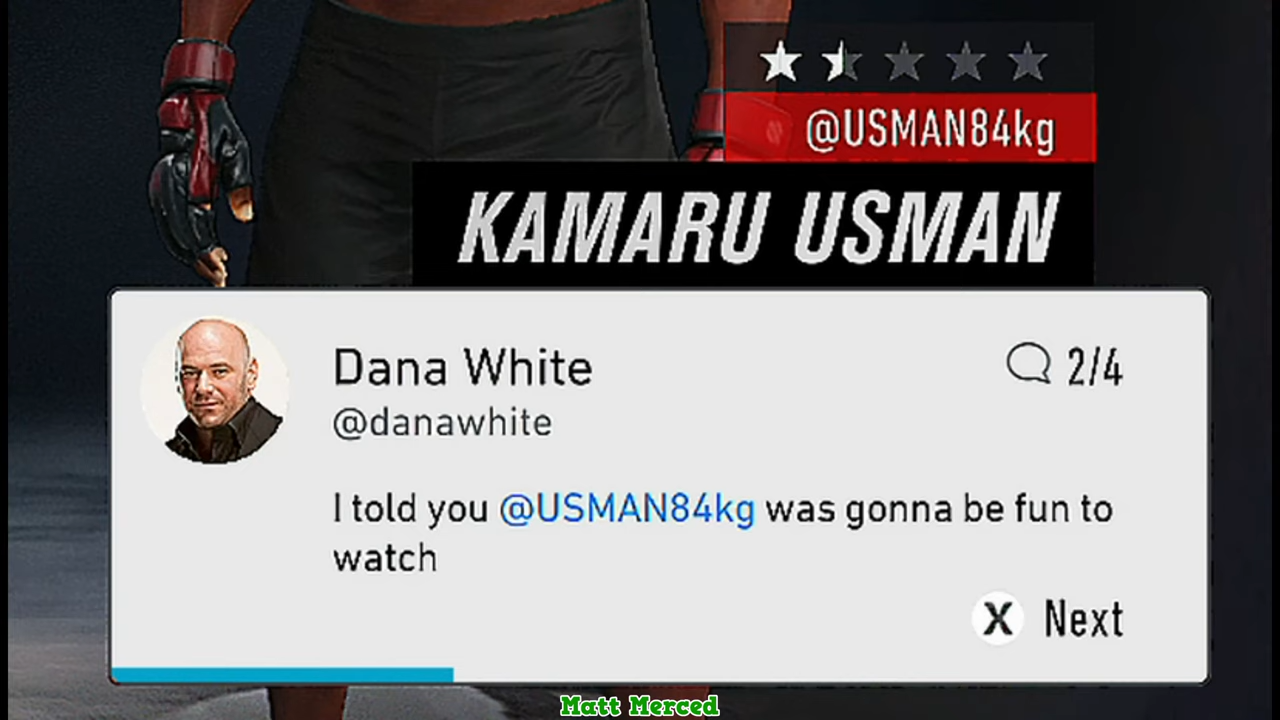 @USMAN84kg
KAMARU USMAN
Dana White
2/4
@danawhite
I told you @USMAN84kg was gonna be fun to
watch
X Next
Matt Merced